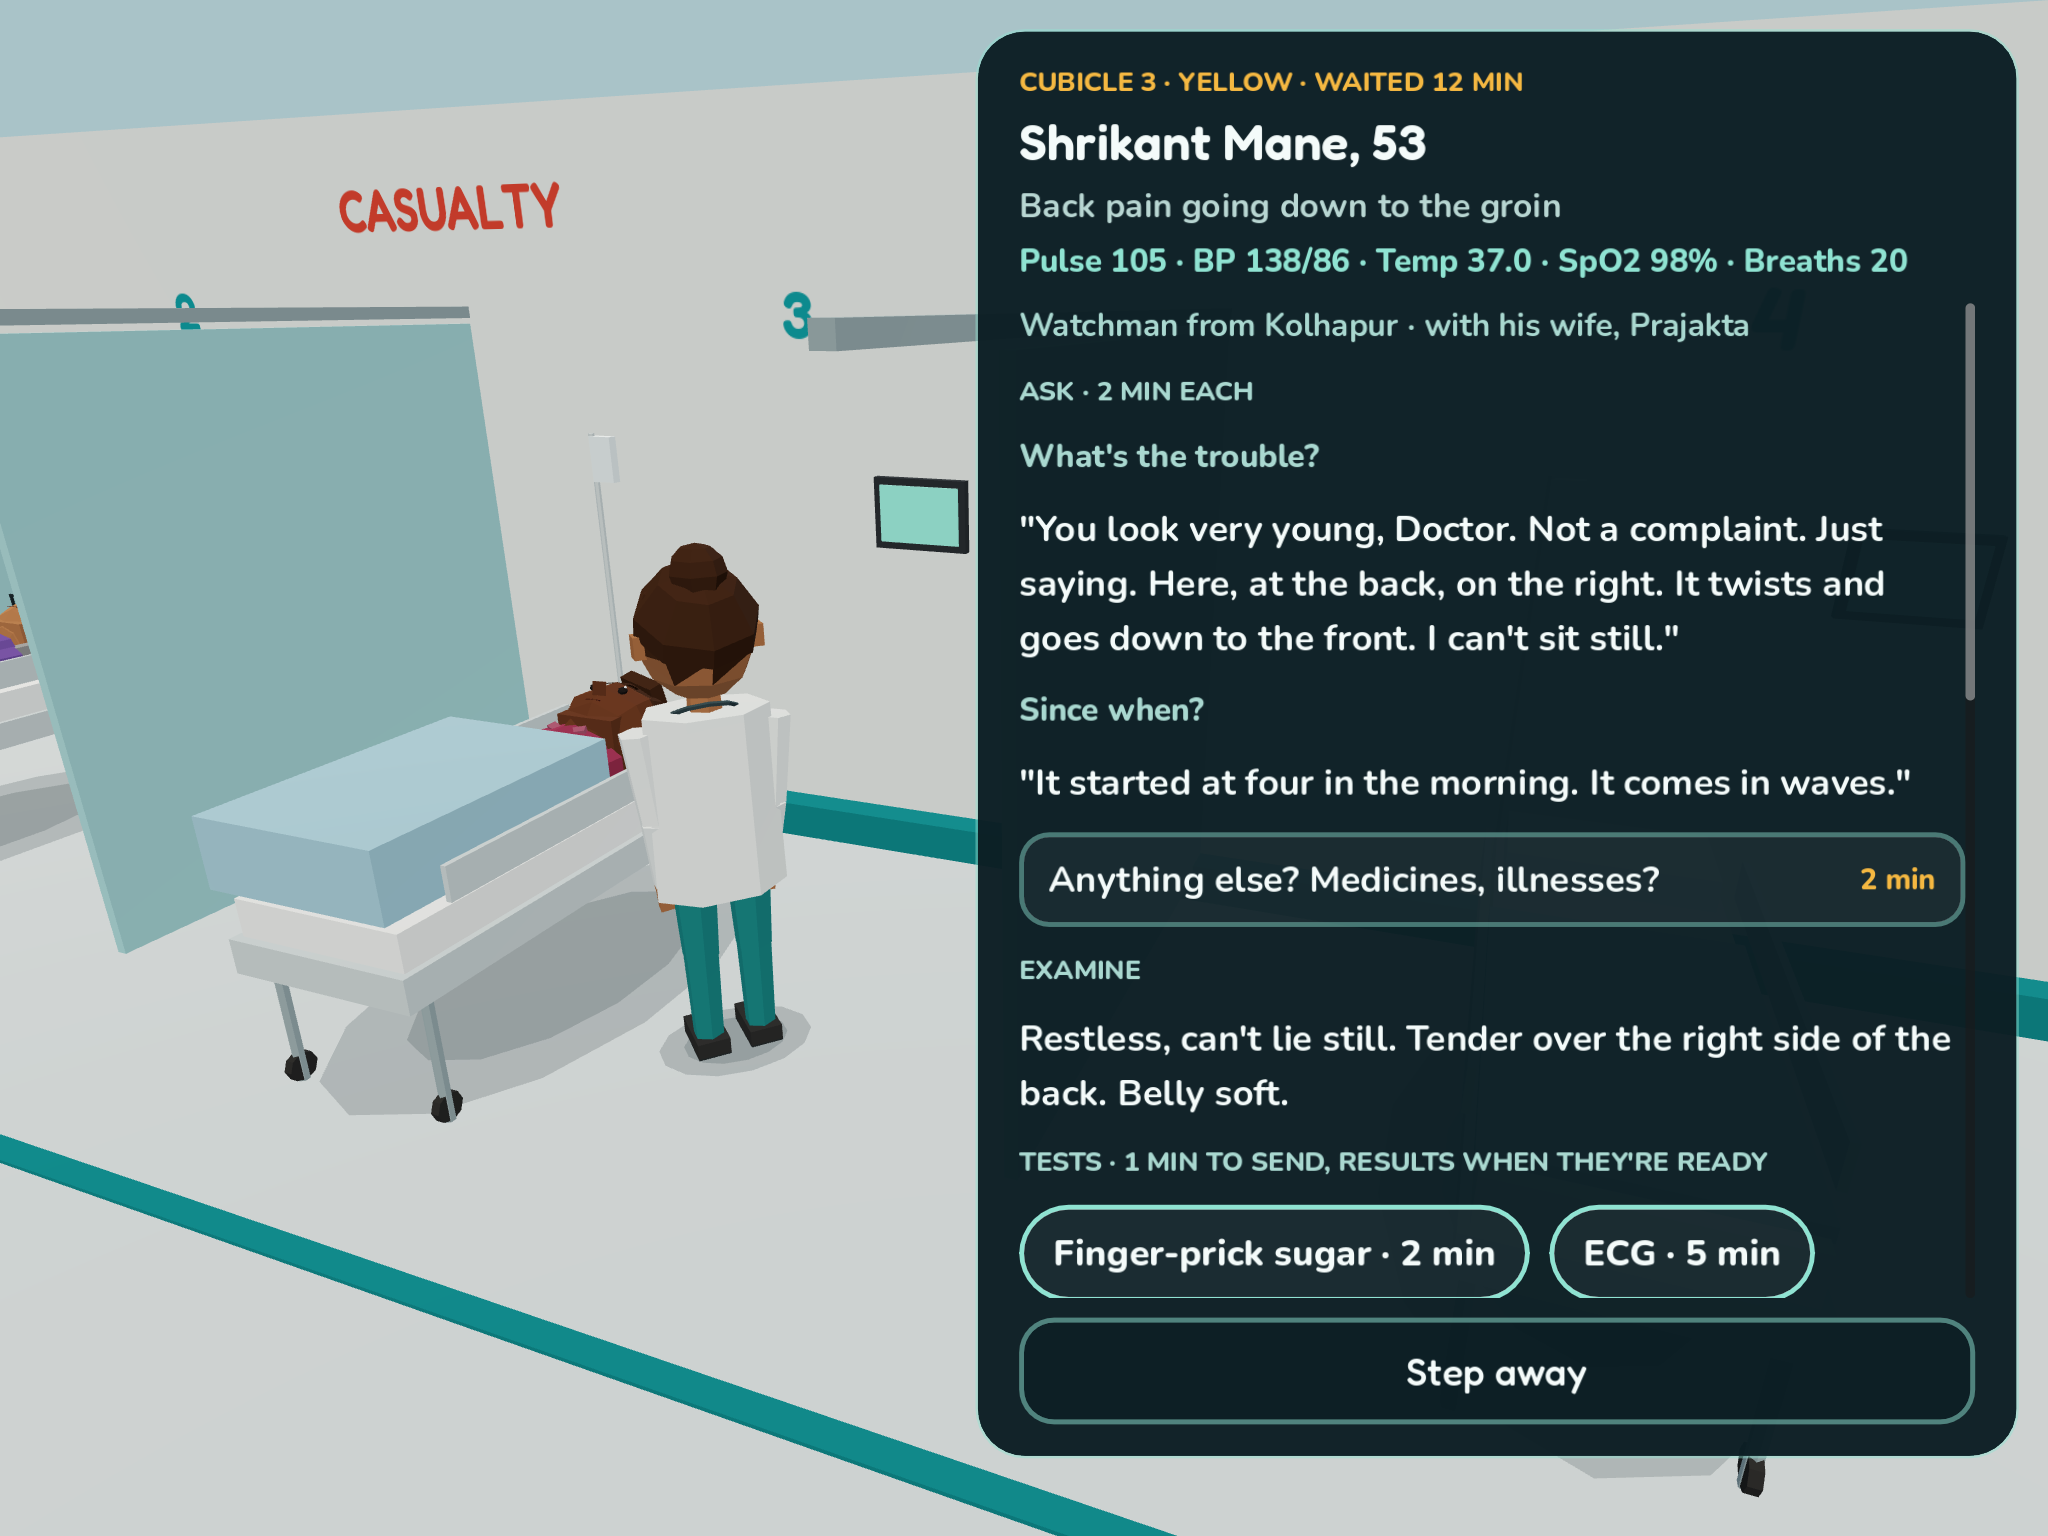 CASUALTY
2
3
4
CUBICLE 3 · YELLOW · WAITED 12 MIN
Shrikant Mane, 53
Back pain going down to the groin
Pulse 105 · BP 138/86 · Temp 37.0 · SpO2 98% · Breaths 20
Watchman from Kolhapur · with his wife, Prajakta
ASK · 2 MIN EACH
What's the trouble?
"You look very young, Doctor. Not a complaint. Just
saying. Here, at the back, on the right. It twists and
goes down to the front. I can't sit still."
Since when?
"It started at four in the morning. It comes in waves."
Anything else? Medicines, illnesses? 2 min
EXAMINE
Restless, can't lie still. Tender over the right side of the
back. Belly soft.
TESTS · 1 MIN TO SEND, RESULTS WHEN THEY'RE READY
Finger-prick sugar · 2 min ECG · 5 min
Step away